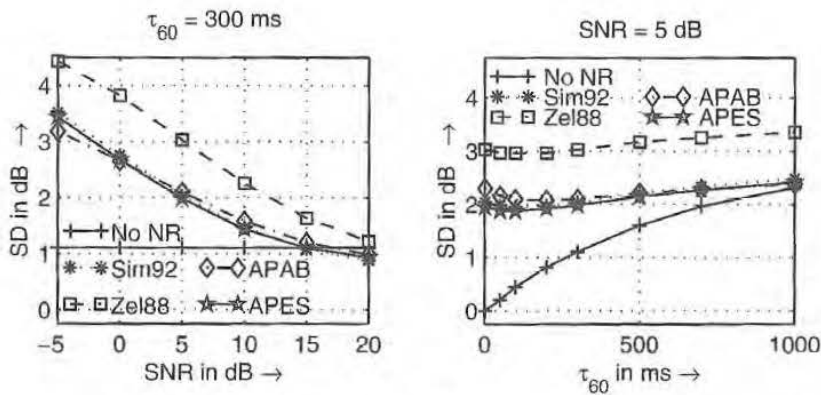 τ60 = 300 ms
4
3
2
1
0
SD in dB →
No NR
Sim92
APAB
Zel88
APES
−5
0
5
10
15
20
SNR in dB →
SNR = 5 dB
4
3
2
1
0
SD in dB →
No NR
Sim92
APAB
Zel88
APES
0
500
1000
τ60 in ms →